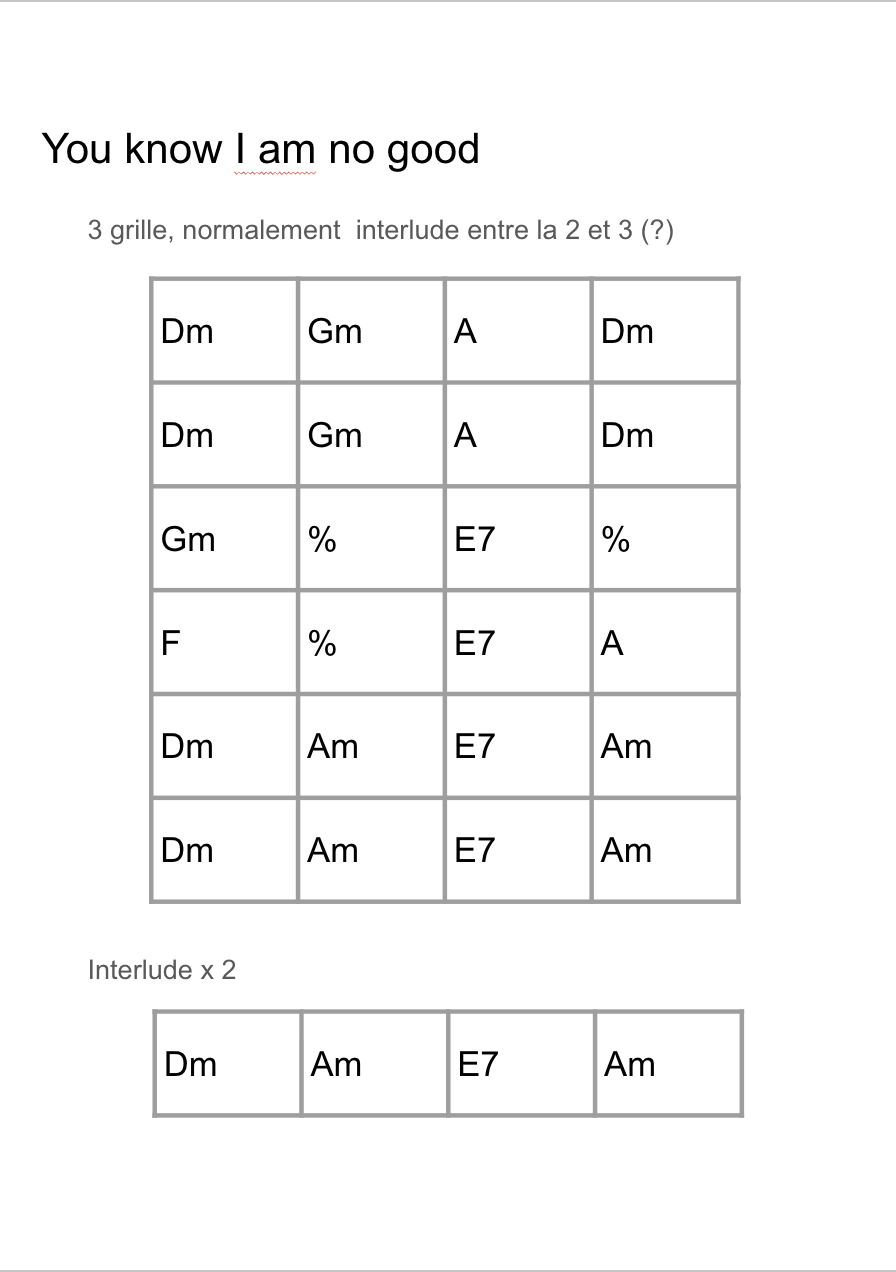 You know I am no good
3 grille, normalement  interlude entre la 2 et 3 (?)
Dm Gm A Dm
Dm Gm A Dm
Gm % E7 %
F % E7 A
Dm Am E7 Am
Dm Am E7 Am
Interlude x 2
Dm Am E7 Am